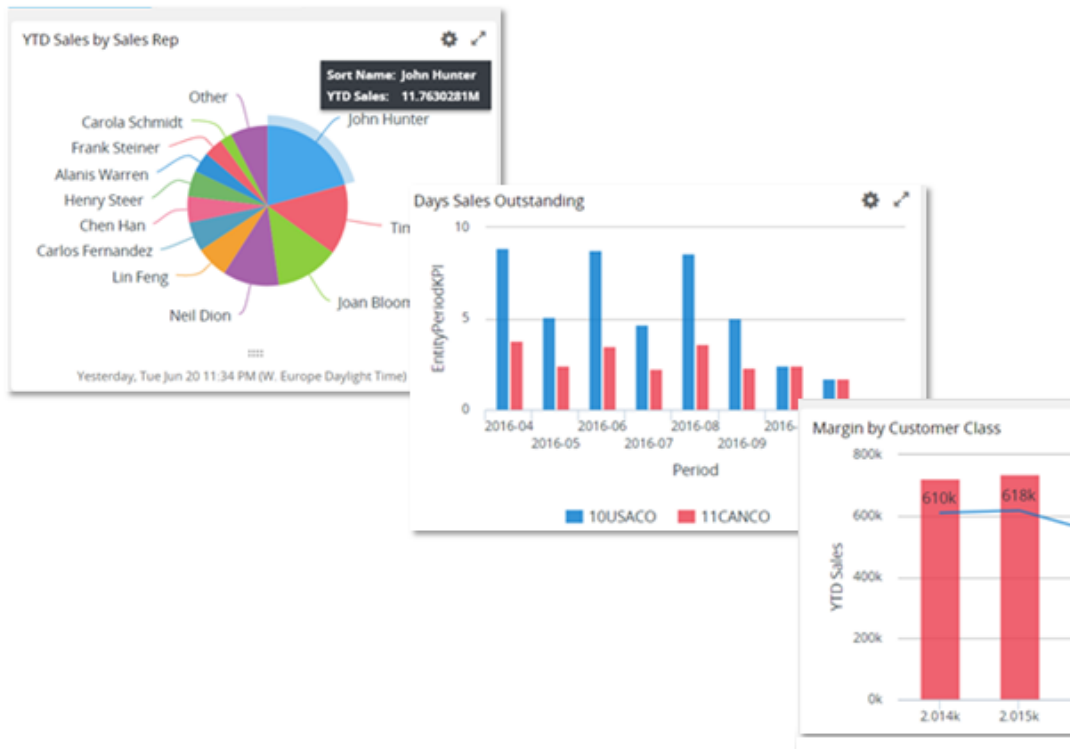 YTD Sales by Sales Rep
Sort Name: John Hunter
YTD Sales: 11.7630281M
Other
John Hunter
Carola Schmidt
Frank Steiner
Alanis Warren
Henry Steer
Chen Han
Carlos Fernandez
Lin Feng
Neil Dion
Joan Bloom
Tim
Yesterday, Tue Jun 20 11:34 PM (W. Europe Daylight Time)
Days Sales Outstanding
EntityPeriodKPI
10
5
0
2016-04
2016-05
2016-06
2016-07
2016-08
2016-09
2016-
Period
10USACO
11CANCO
Margin by Customer Class
YTD Sales
800k
600k
400k
200k
0k
610k
618k
2.014k
2.015k